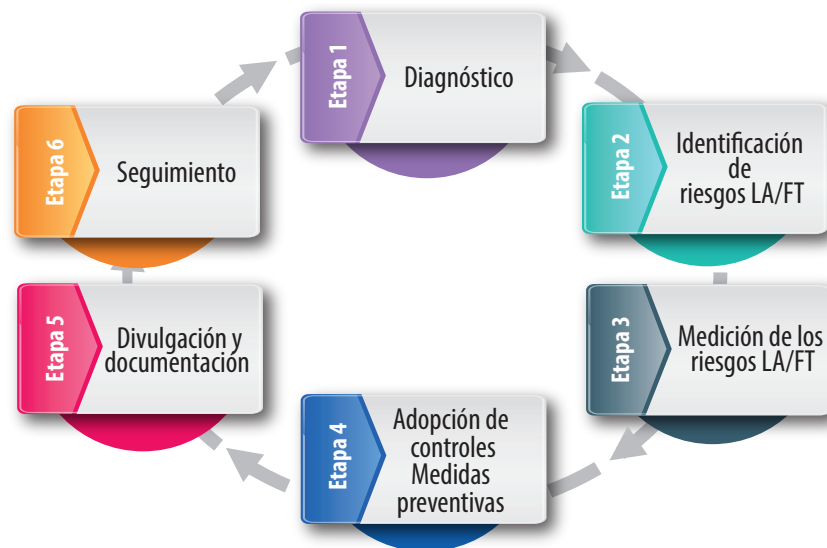 Etapa 1
Diagnóstico
Etapa 2
Identificación
de
riesgos LA/FT
Etapa 3
Medición de los
riesgos LA/FT
Etapa 4
Adopción de
controles
Medidas
preventivas
Etapa 5
Divulgación y
documentación
Etapa 6
Seguimiento